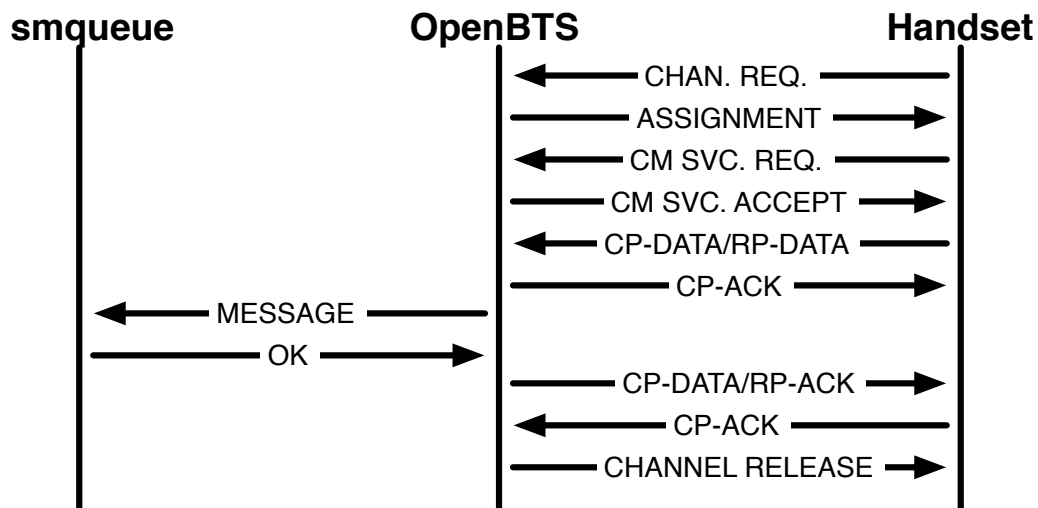 smqueue OpenBTS Handset
CHAN. REQ.
ASSIGNMENT
CM SVC. REQ.
CM SVC. ACCEPT
CP-DATA/RP-DATA
CP-ACK
MESSAGE
OK
CP-DATA/RP-ACK
CP-ACK
CHANNEL RELEASE